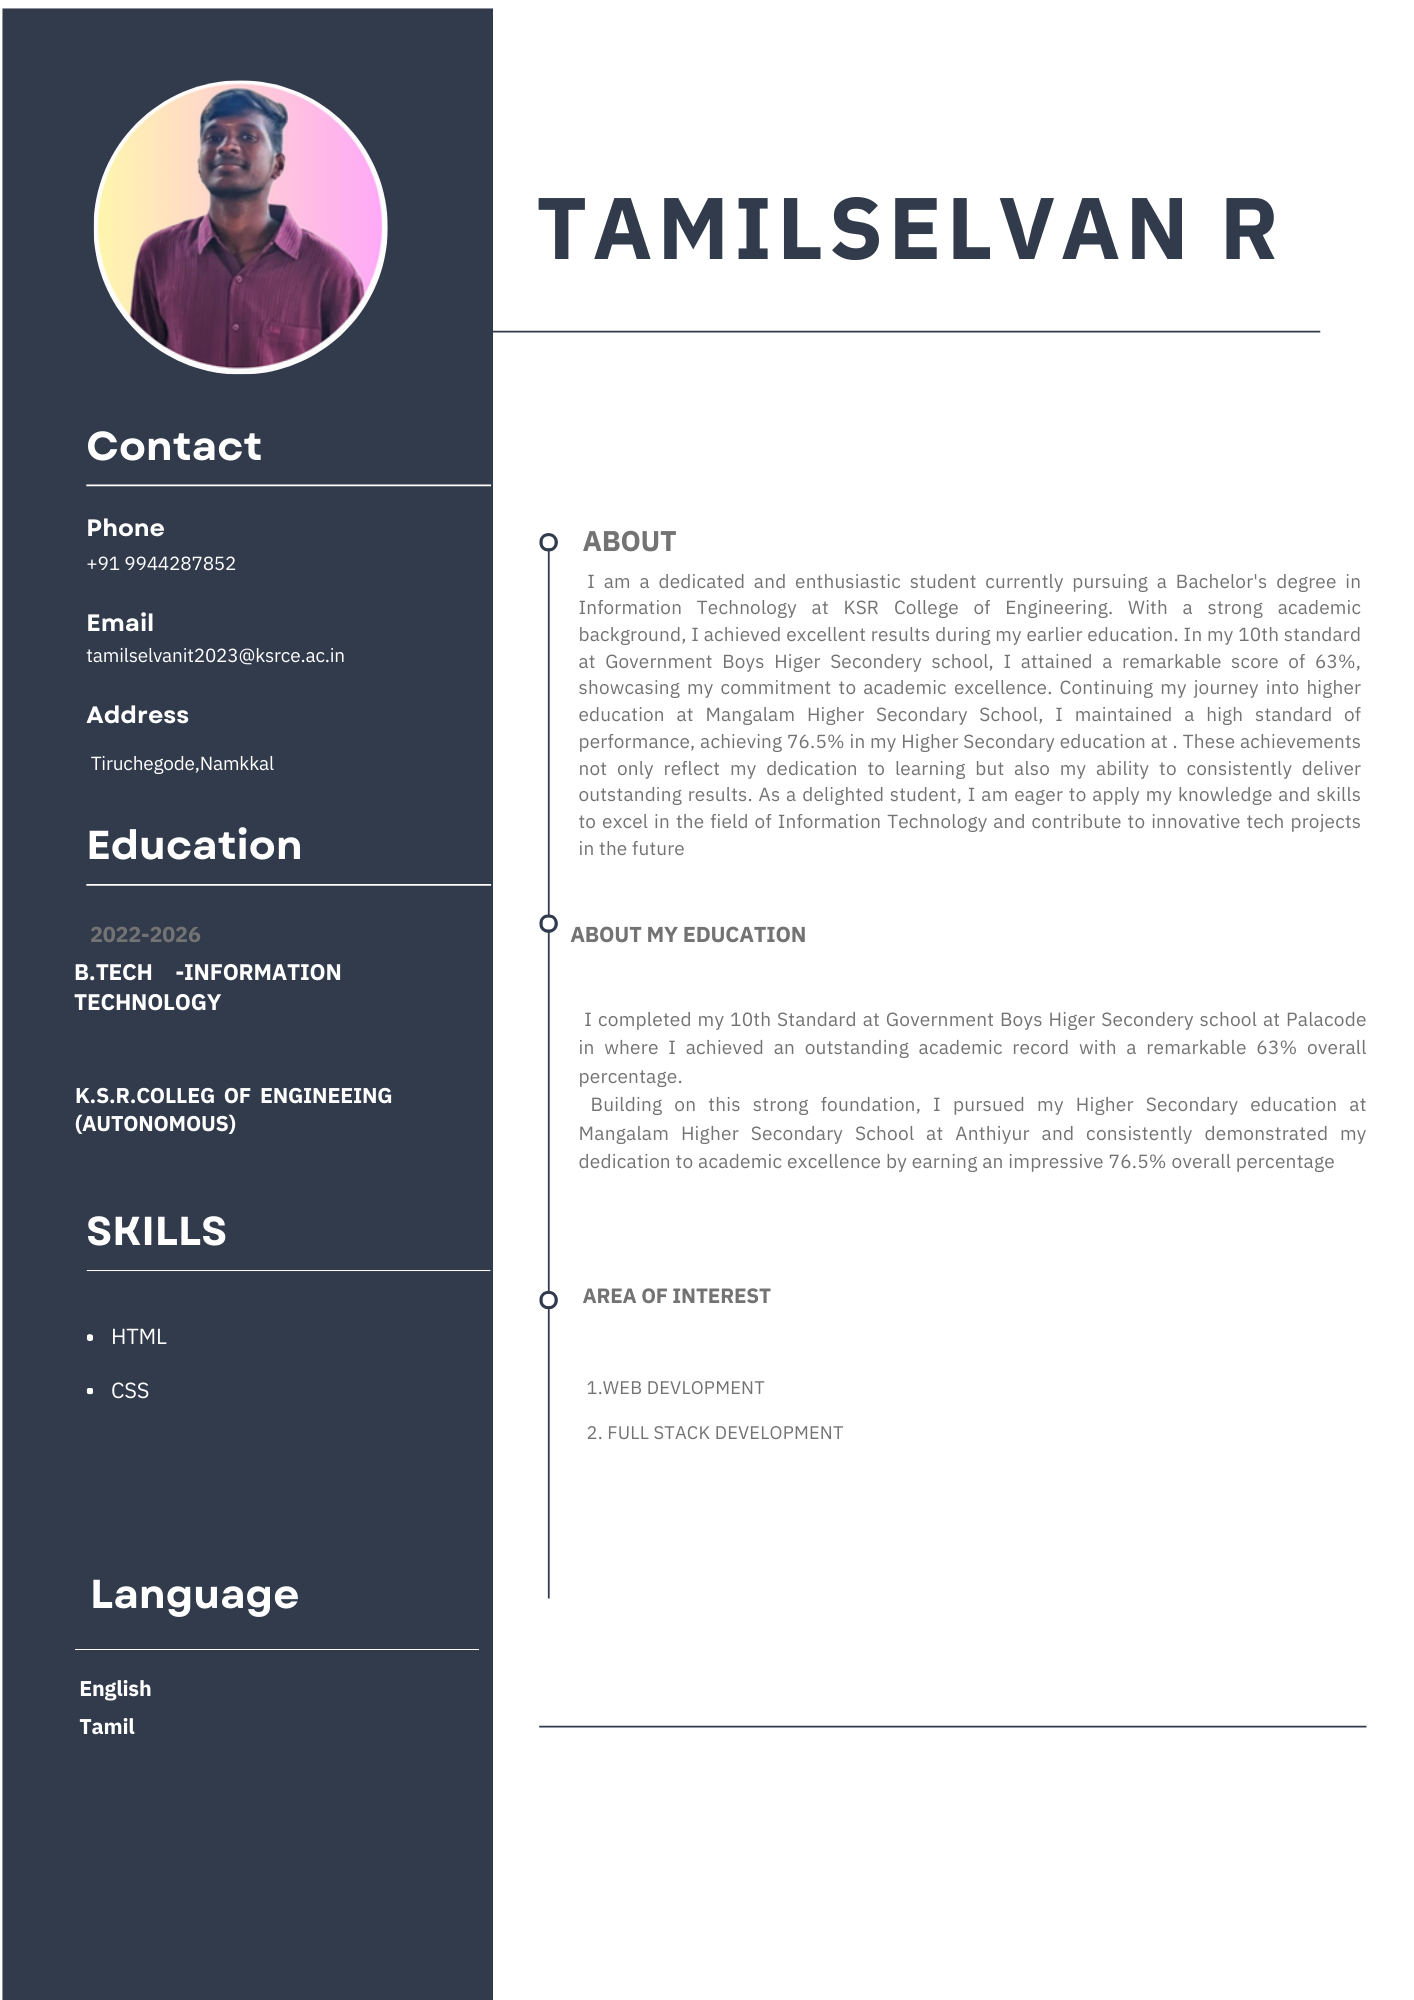 TAMILSELVAN R
Contact
Phone
+91 9944287852
Email
tamilselvanit2023@ksrce.ac.in
Address
Tiruchegode,Namkkal
Education
2022-2026
B.TECH -INFORMATION
TECHNOLOGY
K.S.R.COLLEG OF ENGINEEING
(AUTONOMOUS)
SKILLS
• HTML
• CSS
Language
English
Tamil
ABOUT
I am a dedicated and enthusiastic student currently pursuing a Bachelor's degree in
Information Technology at KSR College of Engineering. With a strong academic
background, I achieved excellent results during my earlier education. In my 10th standard
at Government Boys Higer Secondery school, I attained a remarkable score of 63%,
showcasing my commitment to academic excellence. Continuing my journey into higher
education at Mangalam Higher Secondary School, I maintained a high standard of
performance, achieving 76.5% in my Higher Secondary education at . These achievements
not only reflect my dedication to learning but also my ability to consistently deliver
outstanding results. As a delighted student, I am eager to apply my knowledge and skills
to excel in the field of Information Technology and contribute to innovative tech projects
in the future
ABOUT MY EDUCATION
I completed my 10th Standard at Government Boys Higer Secondery school at Palacode
in where I achieved an outstanding academic record with a remarkable 63% overall
percentage.
Building on this strong foundation, I pursued my Higher Secondary education at
Mangalam Higher Secondary School at Anthiyur and consistently demonstrated my
dedication to academic excellence by earning an impressive 76.5% overall percentage
AREA OF INTEREST
1.WEB DEVLOPMENT
2. FULL STACK DEVELOPMENT